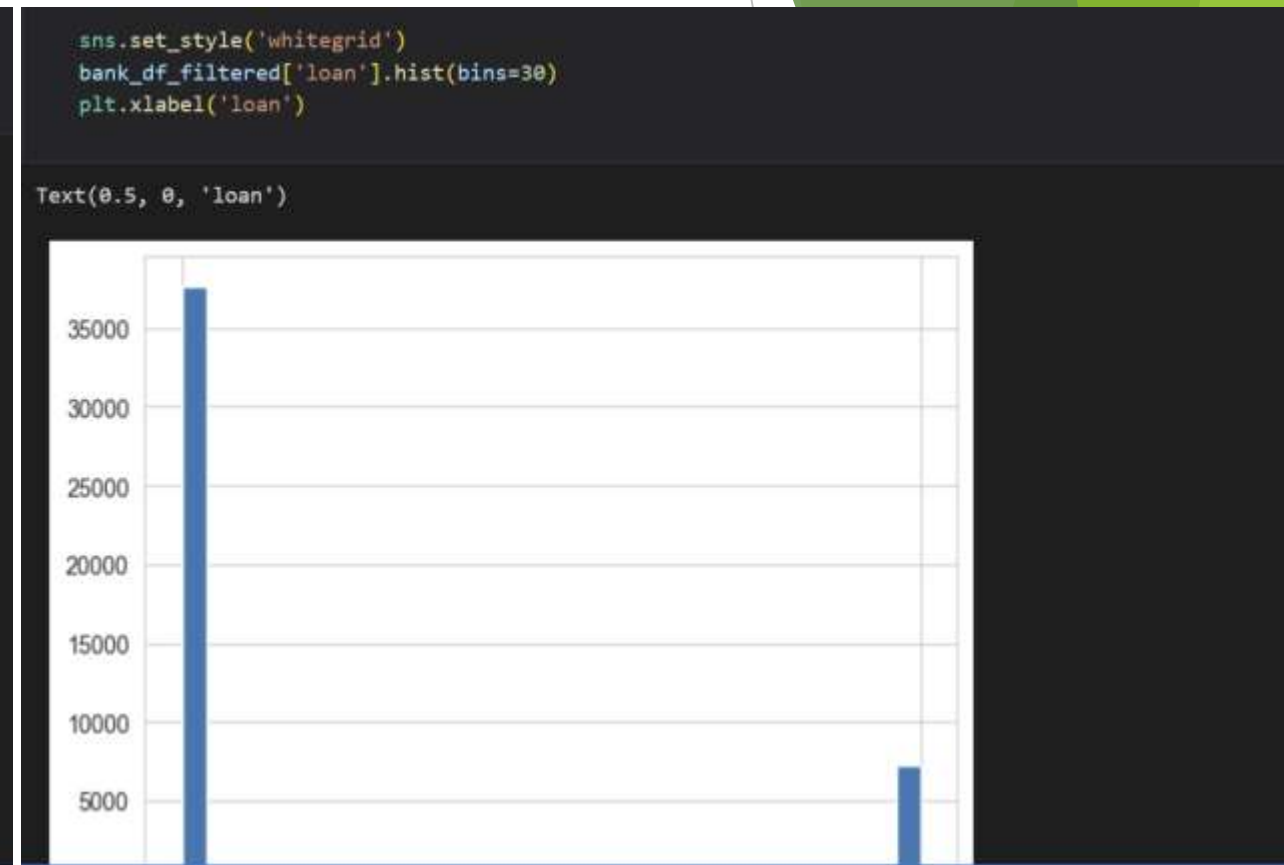 sns.set_style('whitegrid')
bank_df_filtered['loan'].hist(bins=30)
plt.xlabel('loan')
Text(0.5, 0, 'loan')
35000
30000
25000
20000
15000
10000
5000